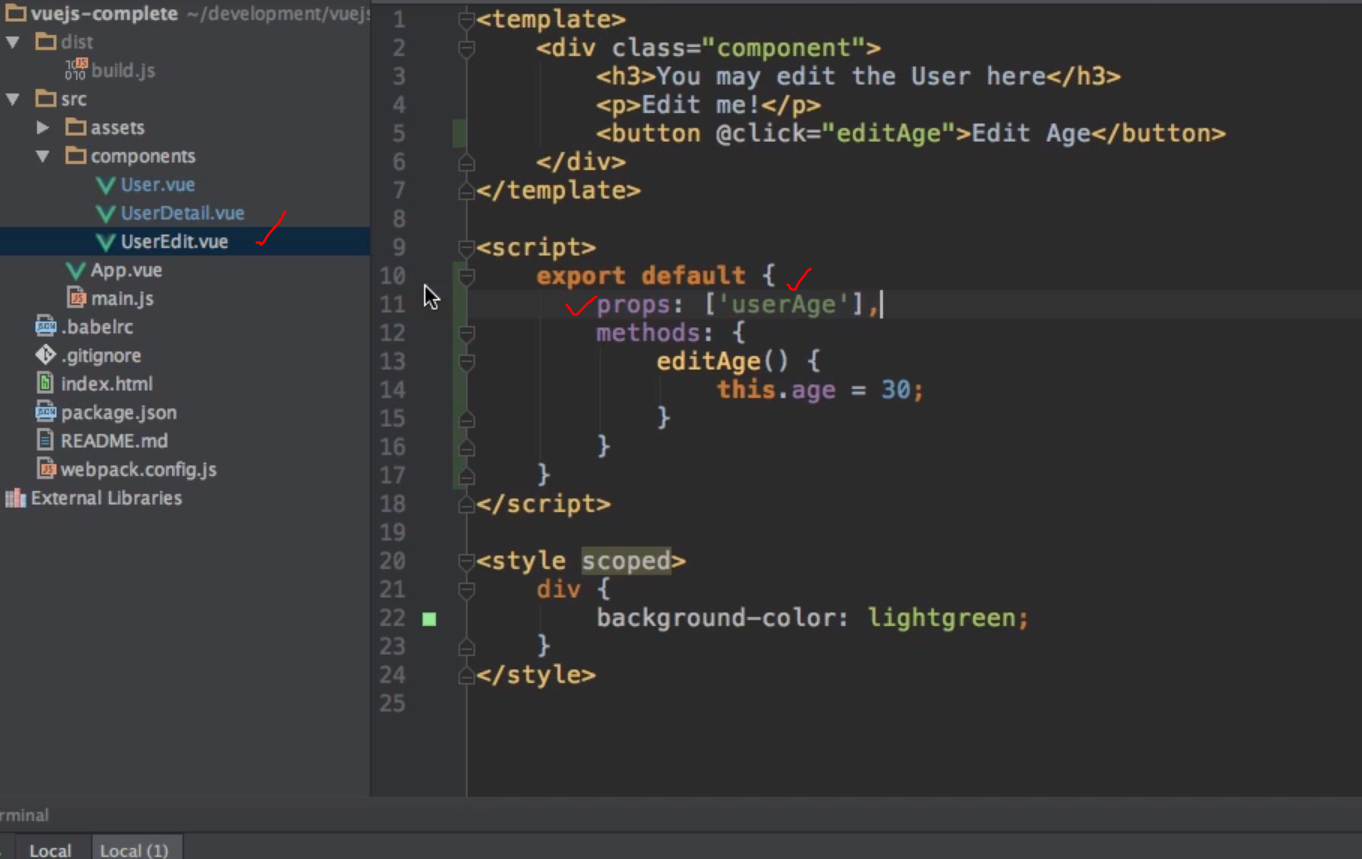 vuejs-complete ~/development/vuejs
dist
build.js
src
assets
components
User.vue
UserDetail.vue
UserEdit.vue
App.vue
main.js
.babelrc
.gitignore
index.html
package.json
README.md
webpack.config.js
External Libraries
1 <template>
2 <div class="component">
3 <h3>You may edit the User here</h3>
4 <p>Edit me!</p>
5 <button @click="editAge">Edit Age</button>
6 </div>
7 </template>
8
9 <script>
10 export default {
11 props: ['userAge'],
12 methods: {
13 editAge() {
14 this.age = 30;
15 }
16 }
17 }
18 </script>
19
20 <style scoped>
21 div {
22 background-color: lightgreen;
23 }
24 </style>
25
rminal
Local Local (1)